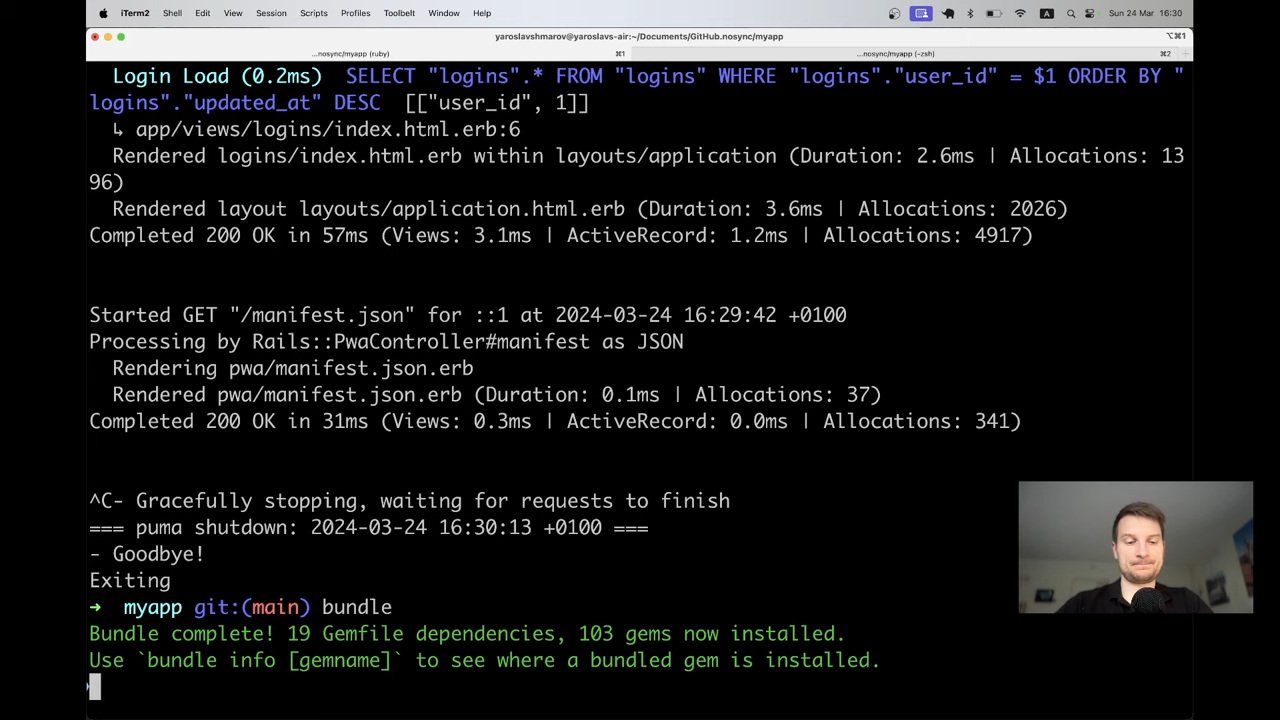 iTerm2 Shell Edit View Session Scripts Profiles Toolbelt Window Help A Sun 24 Mar 16:30
yaroslavshmarov@yaroslavs-air:~/Documents/GitHub.nosync/myapp ⌥⌘1
...nosync/myapp (ruby) ⌘1 ...nosync/myapp (-zsh) ⌘2 +
Login Load (0.2ms) SELECT "logins".* FROM "logins" WHERE "logins"."user_id" = $1 ORDER BY "
logins"."updated_at" DESC [["user_id", 1]]
↳ app/views/logins/index.html.erb:6
Rendered logins/index.html.erb within layouts/application (Duration: 2.6ms | Allocations: 13
96)
Rendered layout layouts/application.html.erb (Duration: 3.6ms | Allocations: 2026)
Completed 200 OK in 57ms (Views: 3.1ms | ActiveRecord: 1.2ms | Allocations: 4917)
Started GET "/manifest.json" for ::1 at 2024-03-24 16:29:42 +0100
Processing by Rails::PwaController#manifest as JSON
Rendering pwa/manifest.json.erb
Rendered pwa/manifest.json.erb (Duration: 0.1ms | Allocations: 37)
Completed 200 OK in 31ms (Views: 0.3ms | ActiveRecord: 0.0ms | Allocations: 341)
^C- Gracefully stopping, waiting for requests to finish
=== puma shutdown: 2024-03-24 16:30:13 +0100 ===
- Goodbye!
Exiting
➜ myapp git:(main) bundle
Bundle complete! 19 Gemfile dependencies, 103 gems now installed.
Use `bundle info [gemname]` to see where a bundled gem is installed.